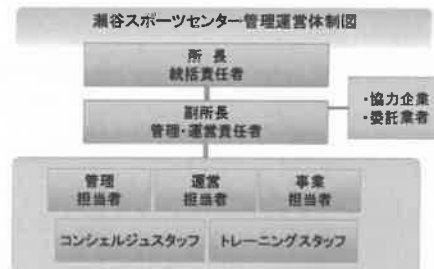 瀬谷スポーツセンター管理運営体制図
所 長
統括責任者
副所長
管理・運営責任者
・協力企業
・委託業者
管理
担当者
運営
担当者
事業
担当者
コンシェルジュスタッフ
トレーニングスタッフ